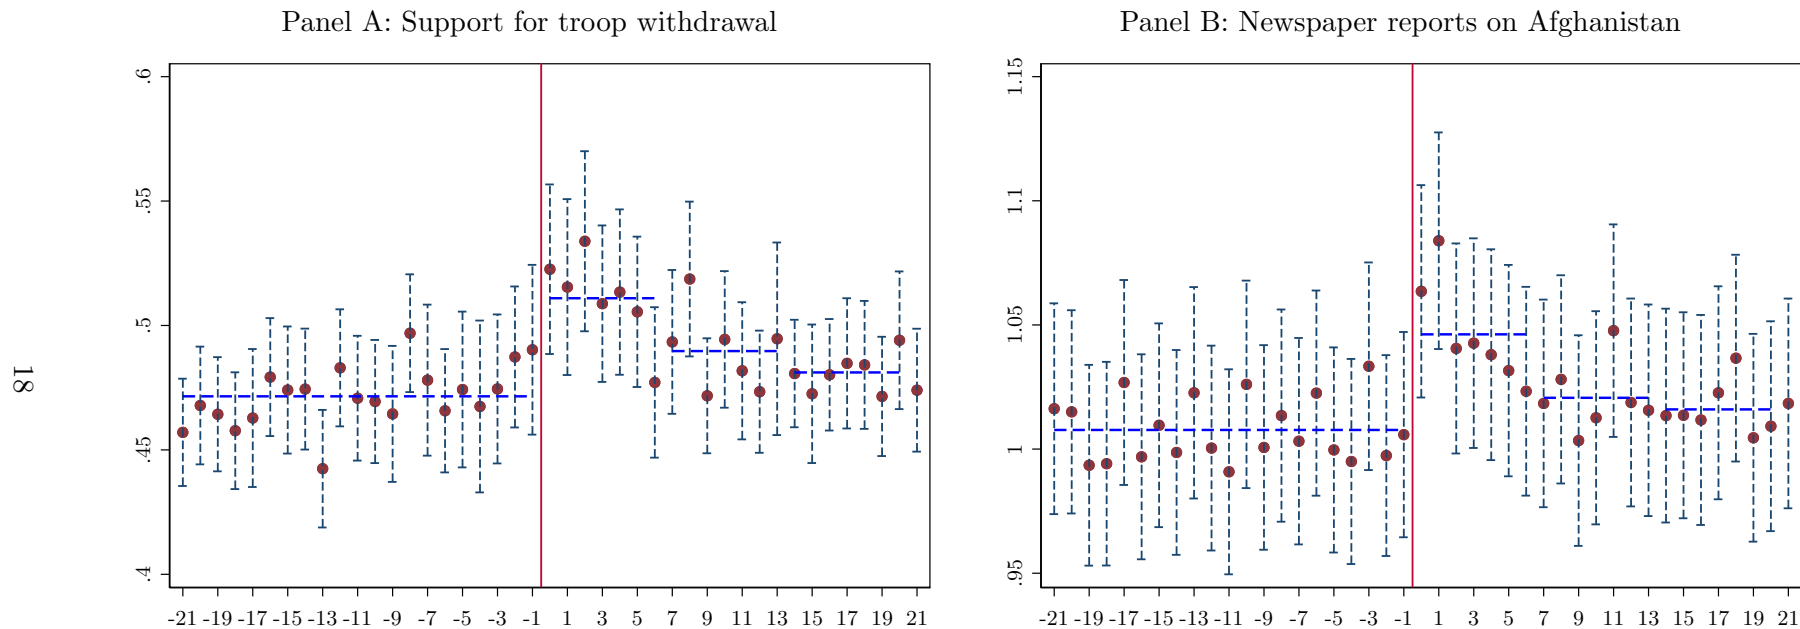 Panel A: Support for troop withdrawal
.6
.55
.5
.45
.4
-21 -19 -17 -15 -13 -11 -9 -7 -5 -3 -1 1 3 5 7 9 11 13 15 17 19 21
Panel B: Newspaper reports on Afghanistan
1.15
1.1
1.05
1
.95
-21 -19 -17 -15 -13 -11 -9 -7 -5 -3 -1 1 3 5 7 9 11 13 15 17 19 21
18